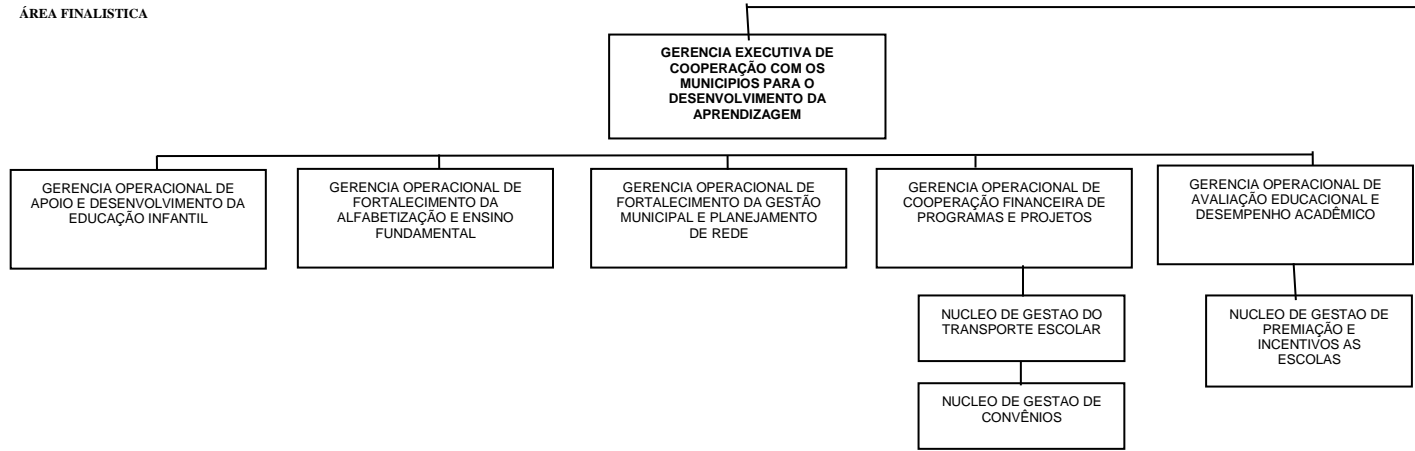 ÁREA FINALISTICA
GERENCIA EXECUTIVA DE
COOPERAÇÃO COM OS
MUNICIPIOS PARA O
DESENVOLVIMENTO DA
APRENDIZAGEM
GERENCIA OPERACIONAL DE
APOIO E DESENVOLVIMENTO DA
EDUCAÇÃO INFANTIL
GERENCIA OPERACIONAL DE
FORTALECIMENTO DA
ALFABETIZAÇÃO E ENSINO
FUNDAMENTAL
GERENCIA OPERACIONAL DE
FORTALECIMENTO DA GESTÃO
MUNICIPAL E PLANEJAMENTO
DE REDE
GERENCIA OPERACIONAL DE
COOPERAÇÃO FINANCEIRA DE
PROGRAMAS E PROJETOS
GERENCIA OPERACIONAL DE
AVALIAÇÃO EDUCACIONAL E
DESEMPENHO ACADÊMICO
NUCLEO DE GESTAO DO
TRANSPORTE ESCOLAR
NUCLEO DE GESTAO DE
PREMIAÇÃO E
INCENTIVOS AS
ESCOLAS
NUCLEO DE GESTAO DE
CONVÊNIOS